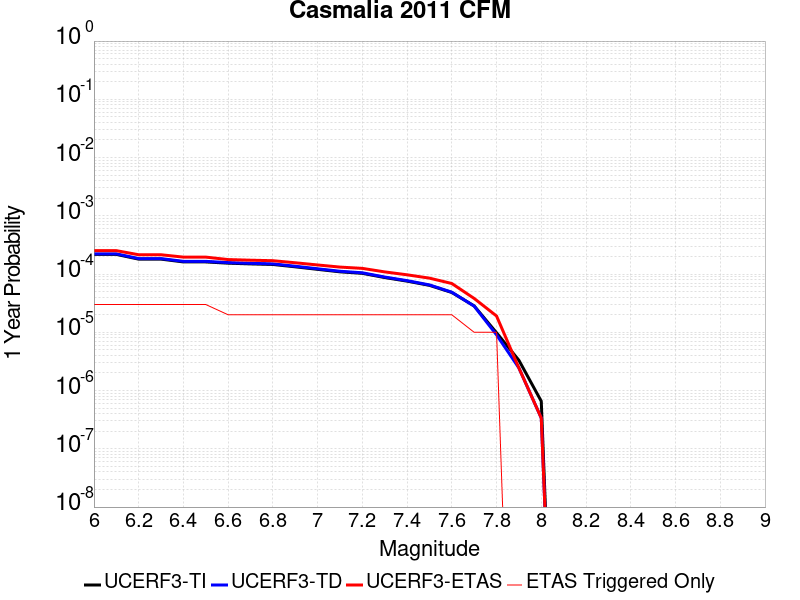 Casmalia 2011 CFM
10^0
10^-1
10^-2
10^-3
10^-4
10^-5
10^-6
10^-7
10^-8
1 Year Probability
6 6.2 6.4 6.6 6.8 7 7.2 7.4 7.6 7.8 8 8.2 8.4 8.6 8.8 9
Magnitude
UCERF3-TI UCERF3-TD UCERF3-ETAS ETAS Triggered Only